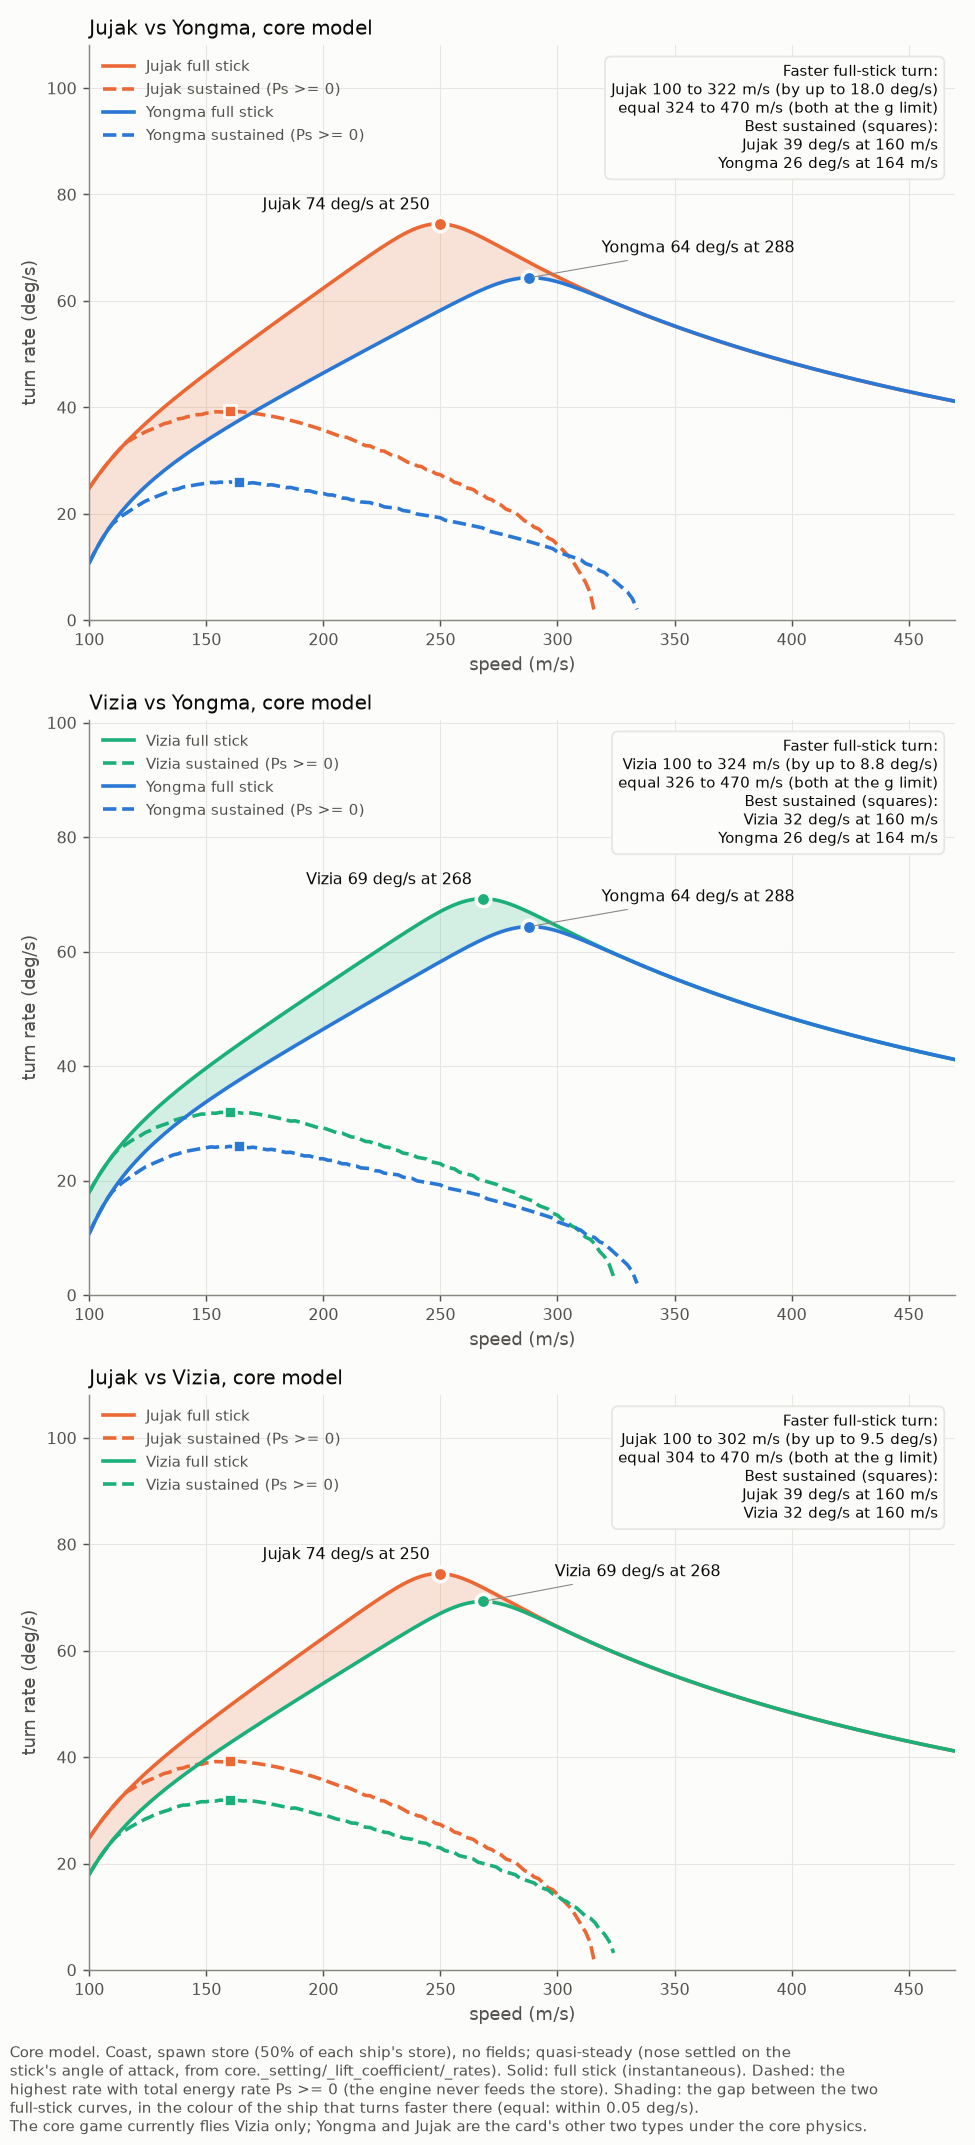 Jujak vs Yongma, core model
Jujak full stick
Jujak sustained (Ps >= 0)
Yongma full stick
Yongma sustained (Ps >= 0)
Faster full-stick turn:
Jujak 100 to 322 m/s (by up to 18.0 deg/s)
equal 324 to 470 m/s (both at the g limit)
Best sustained (squares):
Jujak 39 deg/s at 160 m/s
Yongma 26 deg/s at 164 m/s
Jujak 74 deg/s at 250
Yongma 64 deg/s at 288
turn rate (deg/s)
100
80
60
40
20
0
100 150 200 250 300 350 400 450
speed (m/s)
Vizia vs Yongma, core model
Vizia full stick
Vizia sustained (Ps >= 0)
Yongma full stick
Yongma sustained (Ps >= 0)
Faster full-stick turn:
Vizia 100 to 324 m/s (by up to 8.8 deg/s)
equal 326 to 470 m/s (both at the g limit)
Best sustained (squares):
Vizia 32 deg/s at 160 m/s
Yongma 26 deg/s at 164 m/s
Vizia 69 deg/s at 268
Yongma 64 deg/s at 288
turn rate (deg/s)
100
80
60
40
20
0
100 150 200 250 300 350 400 450
speed (m/s)
Jujak vs Vizia, core model
Jujak full stick
Jujak sustained (Ps >= 0)
Vizia full stick
Vizia sustained (Ps >= 0)
Faster full-stick turn:
Jujak 100 to 302 m/s (by up to 9.5 deg/s)
equal 304 to 470 m/s (both at the g limit)
Best sustained (squares):
Jujak 39 deg/s at 160 m/s
Vizia 32 deg/s at 160 m/s
Jujak 74 deg/s at 250
Vizia 69 deg/s at 268
turn rate (deg/s)
100
80
60
40
20
0
100 150 200 250 300 350 400 450
speed (m/s)
Core model. Coast, spawn store (50% of each ship's store), no fields; quasi-steady (nose settled on the
stick's angle of attack, from core._setting/_lift_coefficient/_rates). Solid: full stick (instantaneous). Dashed: the
highest rate with total energy rate Ps >= 0 (the engine never feeds the store). Shading: the gap between the two
full-stick curves, in the colour of the ship that turns faster there (equal: within 0.05 deg/s).
The core game currently flies Vizia only; Yongma and Jujak are the card's other two types under the core physics.